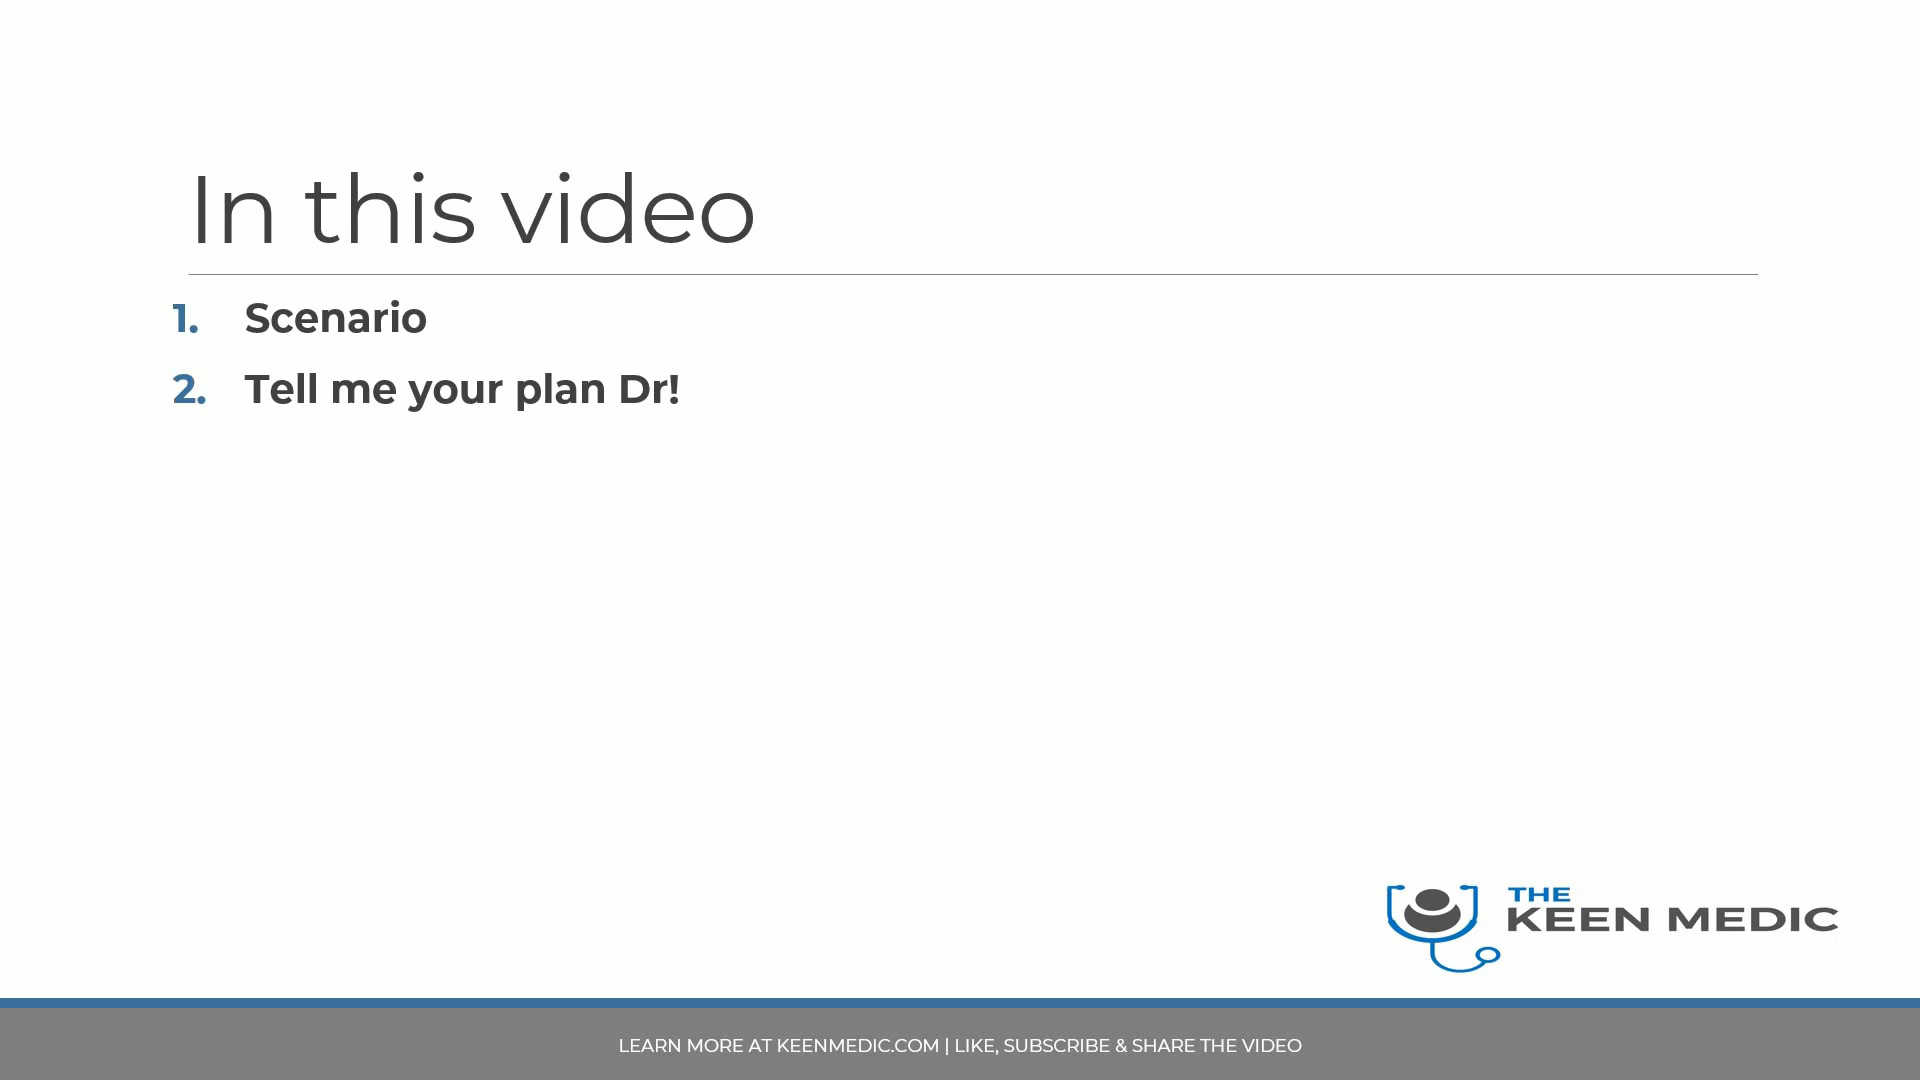 In this video
1. Scenario
2. Tell me your plan Dr!
THE
KEEN MEDIC
LEARN MORE AT KEENMEDIC.COM | LIKE, SUBSCRIBE & SHARE THE VIDEO